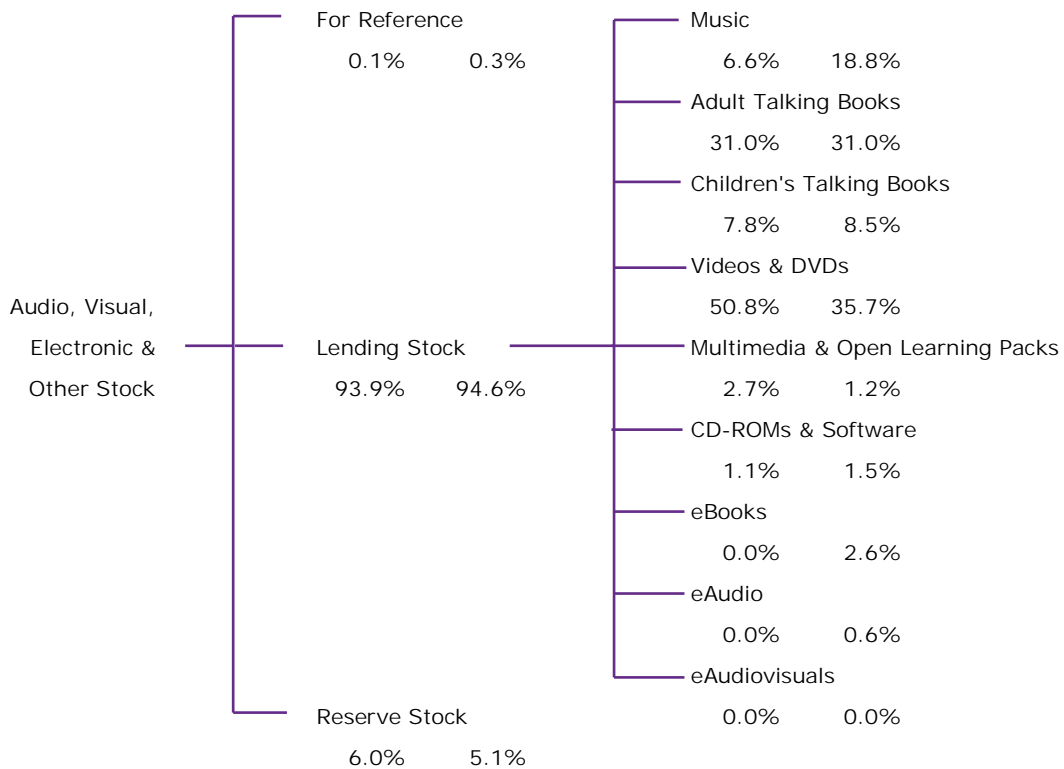 Audio, Visual,
Electronic &
Other Stock
For Reference
0.1% 0.3%
Lending Stock
93.9% 94.6%
Reserve Stock
6.0% 5.1%
Music
6.6% 18.8%
Adult Talking Books
31.0% 31.0%
Children's Talking Books
7.8% 8.5%
Videos & DVDs
50.8% 35.7%
Multimedia & Open Learning Packs
2.7% 1.2%
CD-ROMs & Software
1.1% 1.5%
eBooks
0.0% 2.6%
eAudio
0.0% 0.6%
eAudiovisuals
0.0% 0.0%